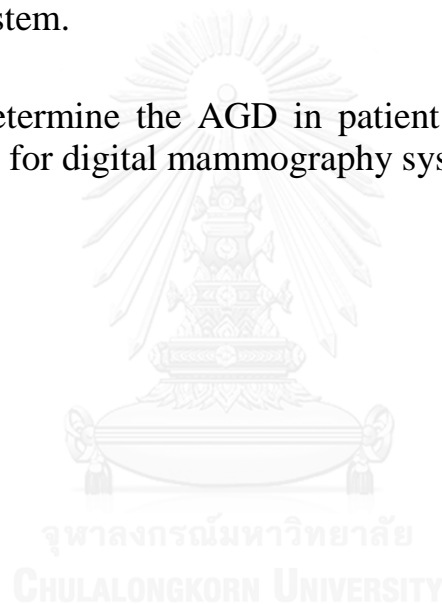 stem.
etermine the AGD in patient
for digital mammography sys
จุฬาลงกรณ์มหาวิทยาลัย
CHULALONGKORN UNIVERSITY